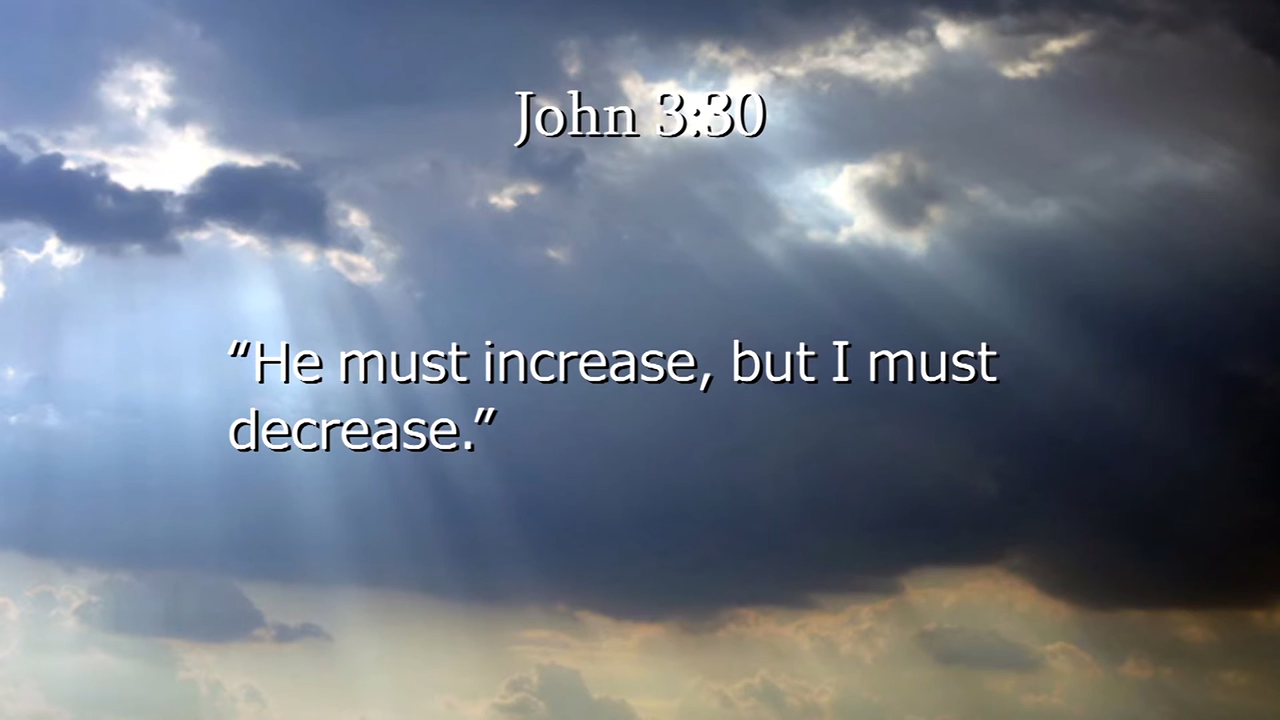 John 3:30
”He must increase, but I must
decrease.”